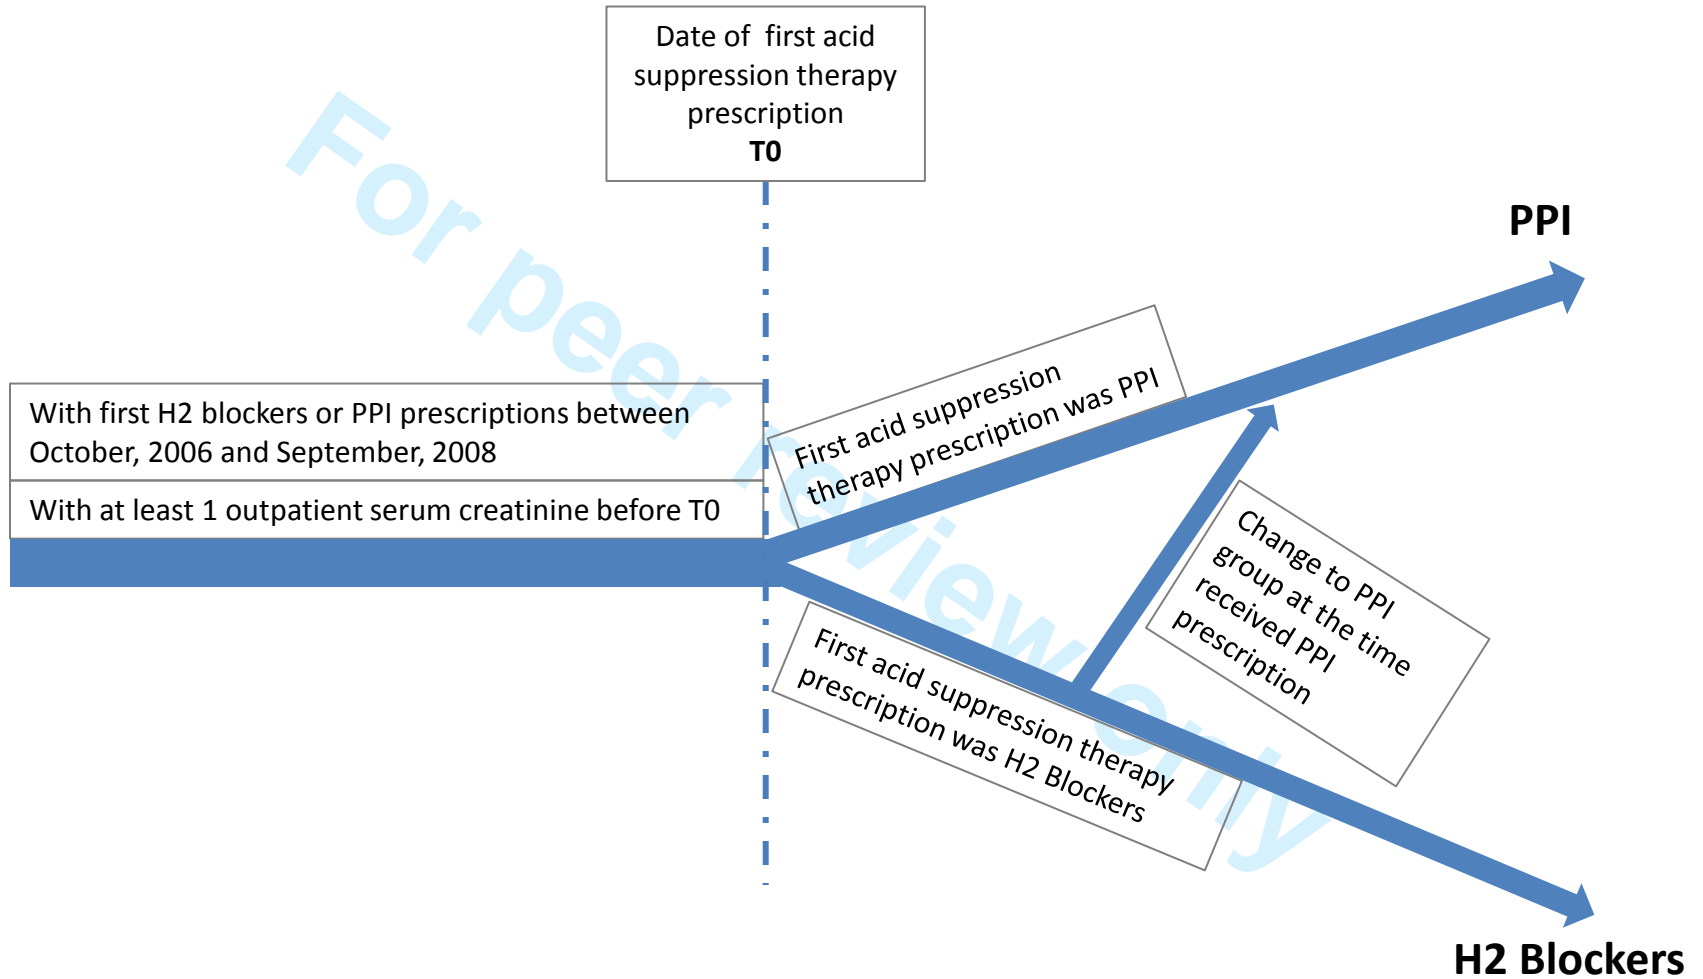 Date of first acid
suppression therapy
prescription
T0
PPI
With first H2 blockers or PPI prescriptions between
October, 2006 and September, 2008
With at least 1 outpatient serum creatinine before T0
First acid suppression
therapy prescription was PPI
Change to PPI
group at the time
received PPI
prescription
First acid suppression therapy
prescription was H2 Blockers
H2 Blockers
For peer review only